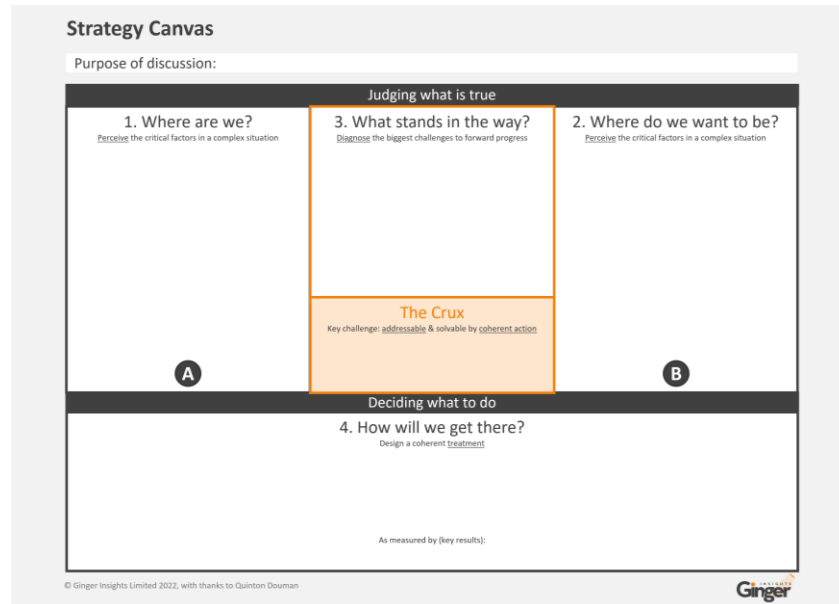 Strategy Canvas
Purpose of discussion:
Judging what is true
1. Where are we?
Perceive the critical factors in a complex situation
A
3. What stands in the way?
Diagnose the biggest challenges to forward progress
The Crux
Key challenge: addressable & solvable by coherent action
2. Where do we want to be?
Perceive the critical factors in a complex situation
B
Deciding what to do
4. How will we get there?
Design a coherent treatment
As measured by (key results):
© Ginger Insights Limited 2022, with thanks to Quinton Douman
INSIGHTS
Ginger